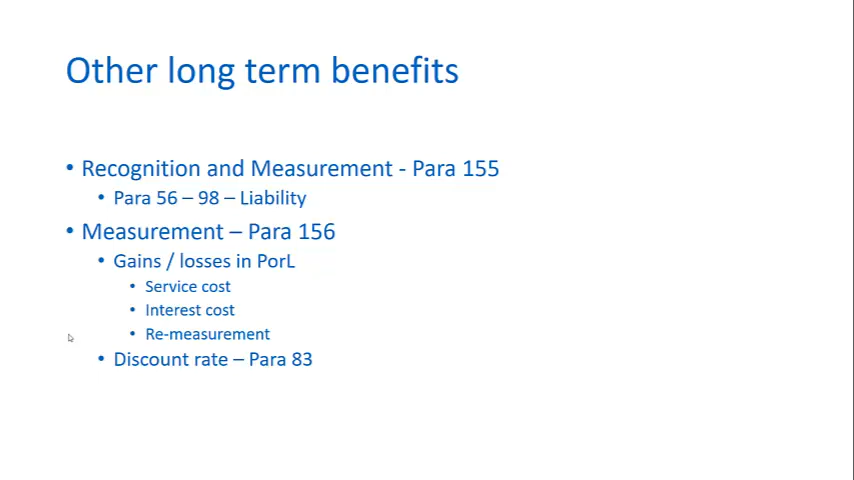 Other long term benefits
• Recognition and Measurement - Para 155
• Para 56 – 98 – Liability
• Measurement – Para 156
• Gains / losses in PorL
• Service cost
• Interest cost
• Re-measurement
• Discount rate – Para 83